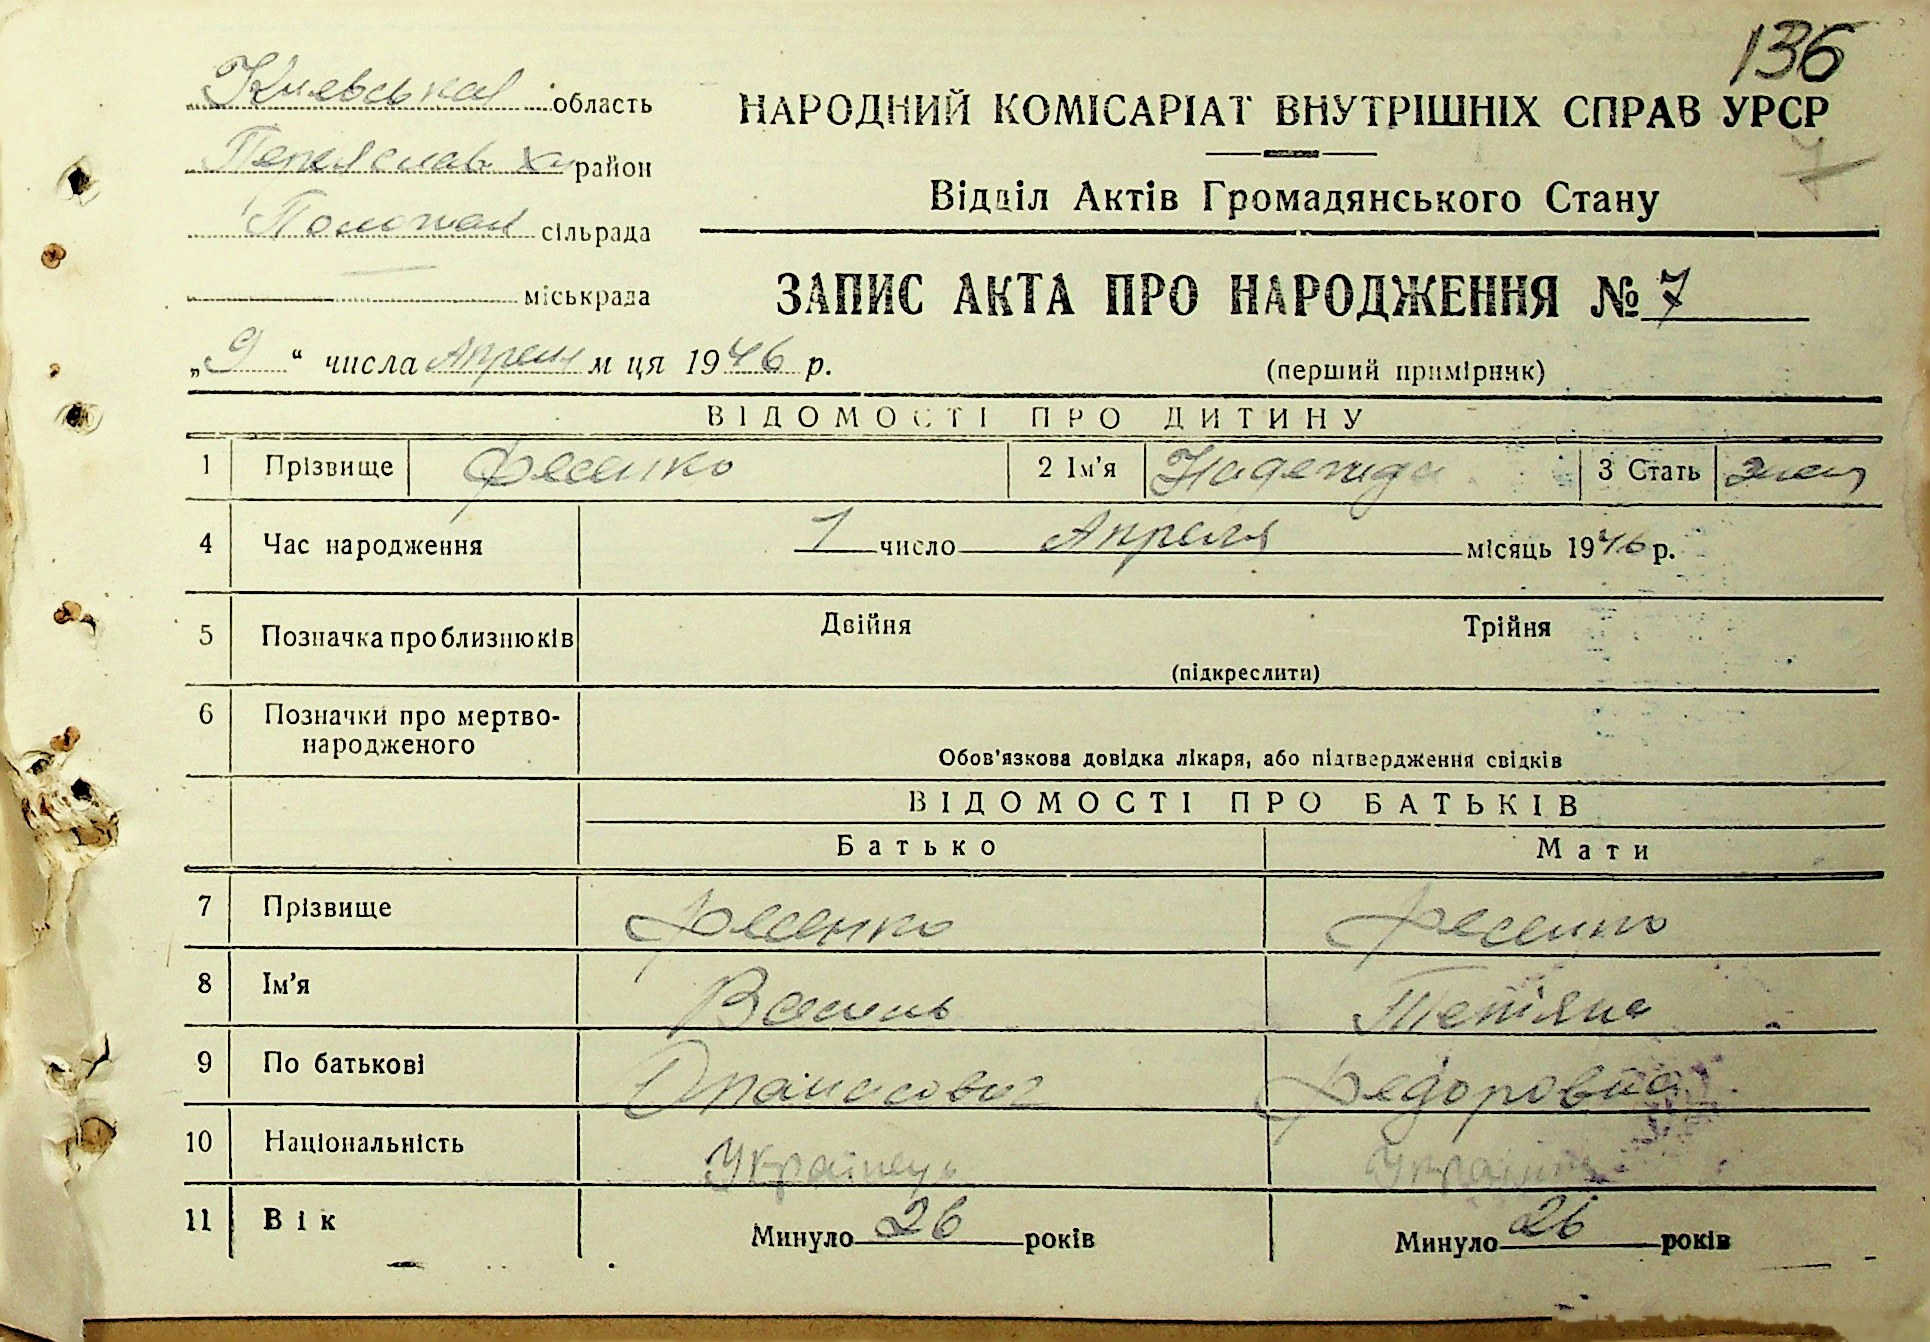 136
Киевська область
Переяслав Хм район
НАРОДНИЙ КОМІСАРІАТ ВНУТРІШНІХ СПРАВ УРСР
7
Відділ Актів Громадянського Стану
сільрада
міськрада
ЗАПИС АКТА ПРО НАРОДЖЕННЯ № 7
„9“ числа Апреля м ця 1946 р.
(перший примірник)
ВІДОМОСТІ ПРО ДИТИНУ
1 Прізвище Фесенко 2 Ім'я Надежда 3 Стать жен
4 Час народження 1 число Апреля місяць 1946 р.
5 Позначка про близнюків Двійня Трійня
(підкреслити)
6 Позначки про мертво-
народженого
Обов'язкова довідка лікаря, або підтвердження свідків
ВІДОМОСТІ ПРО БАТЬКІВ
Батько Мати
7 Прізвище Фесенко Фесенко
8 Ім'я Василь Тетяна
9 По батькові Опанасович Федоровна
10 Національність Українець Українка
11 Вік Минуло 26 років Минуло 26 років